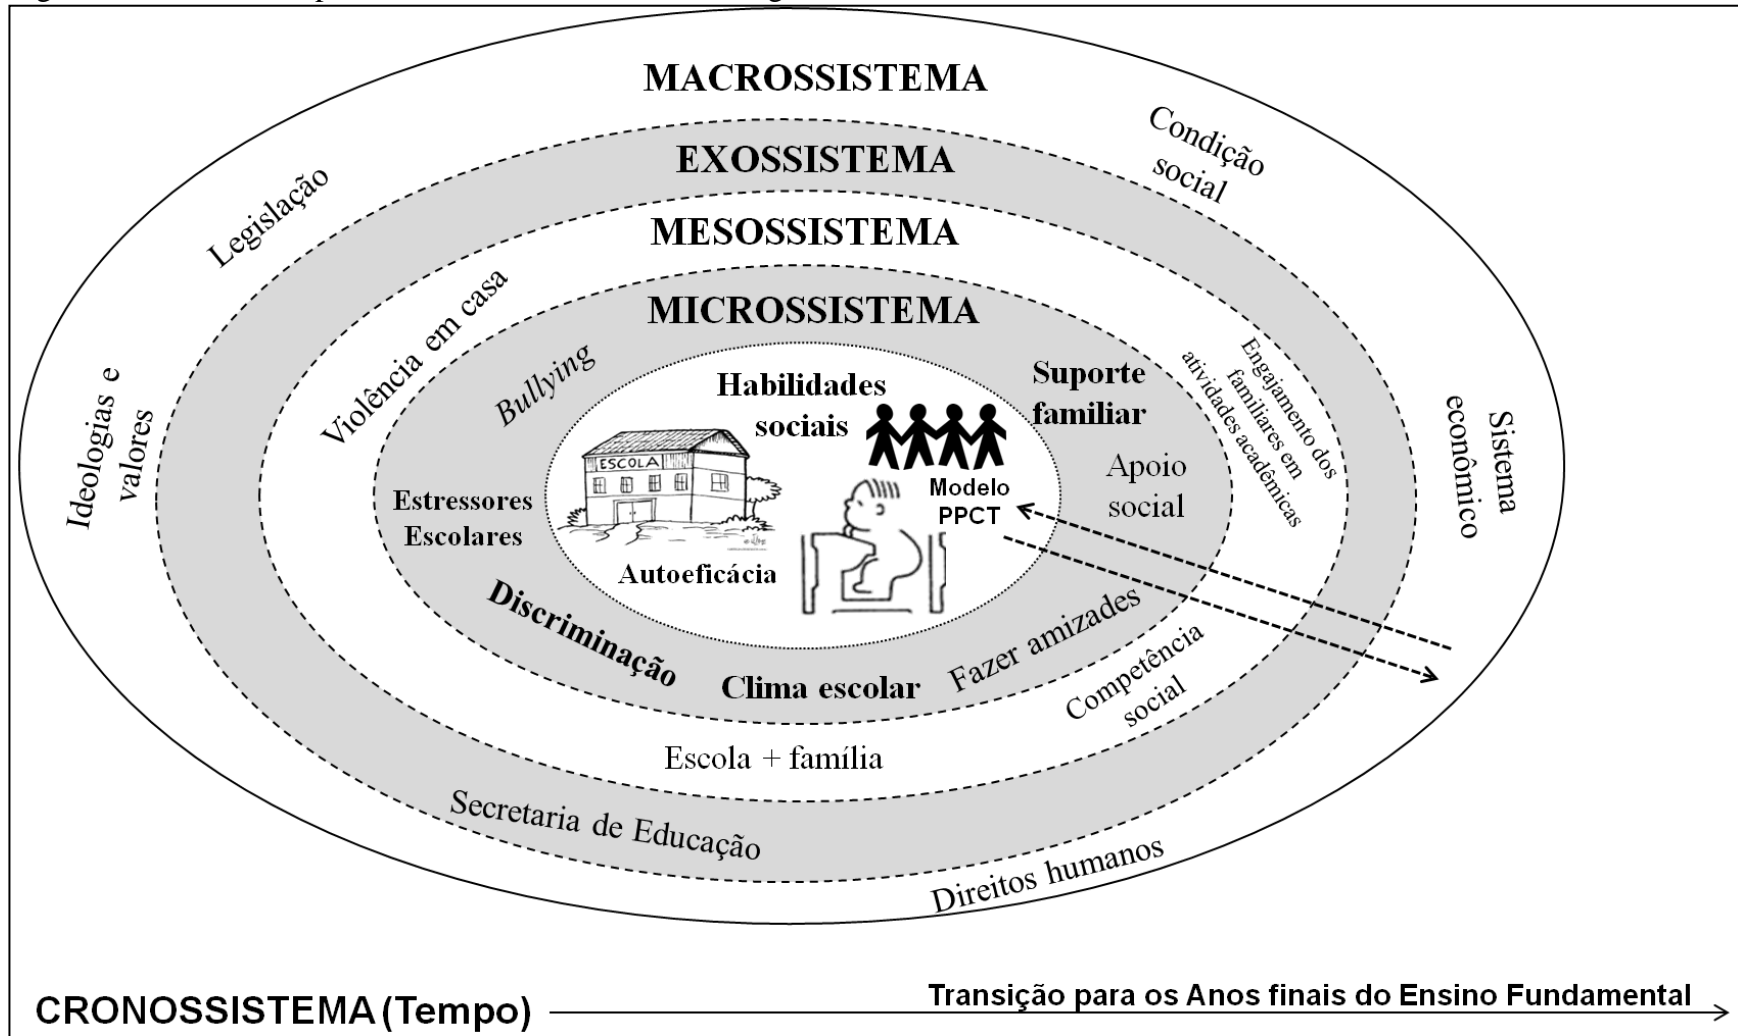 MACROSSISTEMA
Condição
social
EXOSSISTEMA
Legislação
MESOSSISTEMA
Violência em casa
MICROSSISTEMA
Bullying
Habilidades
sociais
Suporte
familiar
Engajamento dos
familiares em
atividades acadêmicas
Ideologias e
valores
Sistema
econômico
ESCOLA
Apoio
social
Modelo
PPCT
Estressores
Escolares
Autoeficácia
Discriminação
Clima escolar
Fazer amizades
Competência
social
Escola + família
Secretaria de Educação
Direitos humanos
CRONOSSISTEMA (Tempo)
Transição para os Anos finais do Ensino Fundamental